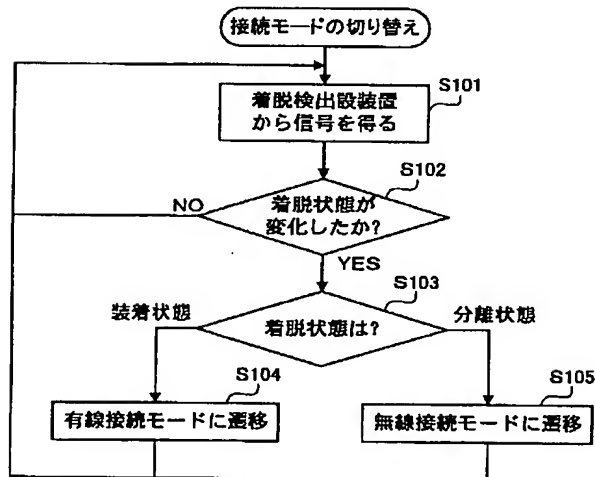 接続モードの切り替え
S101
着脱検出設装置
から信号を得る
S102
着脱状態が
変化したか?
NO
YES
S103
着脱状態は?
装着状態
分離状態
S104
有線接続モードに遷移
S105
無線接続モードに遷移